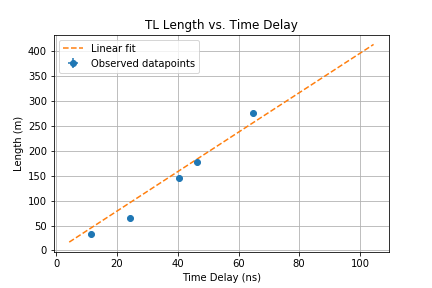 TL Length vs. Time Delay
Linear fit
Observed datapoints
Length (m)
400
350
300
250
200
150
100
50
0
0 20 40 60 80 100
Time Delay (ns)